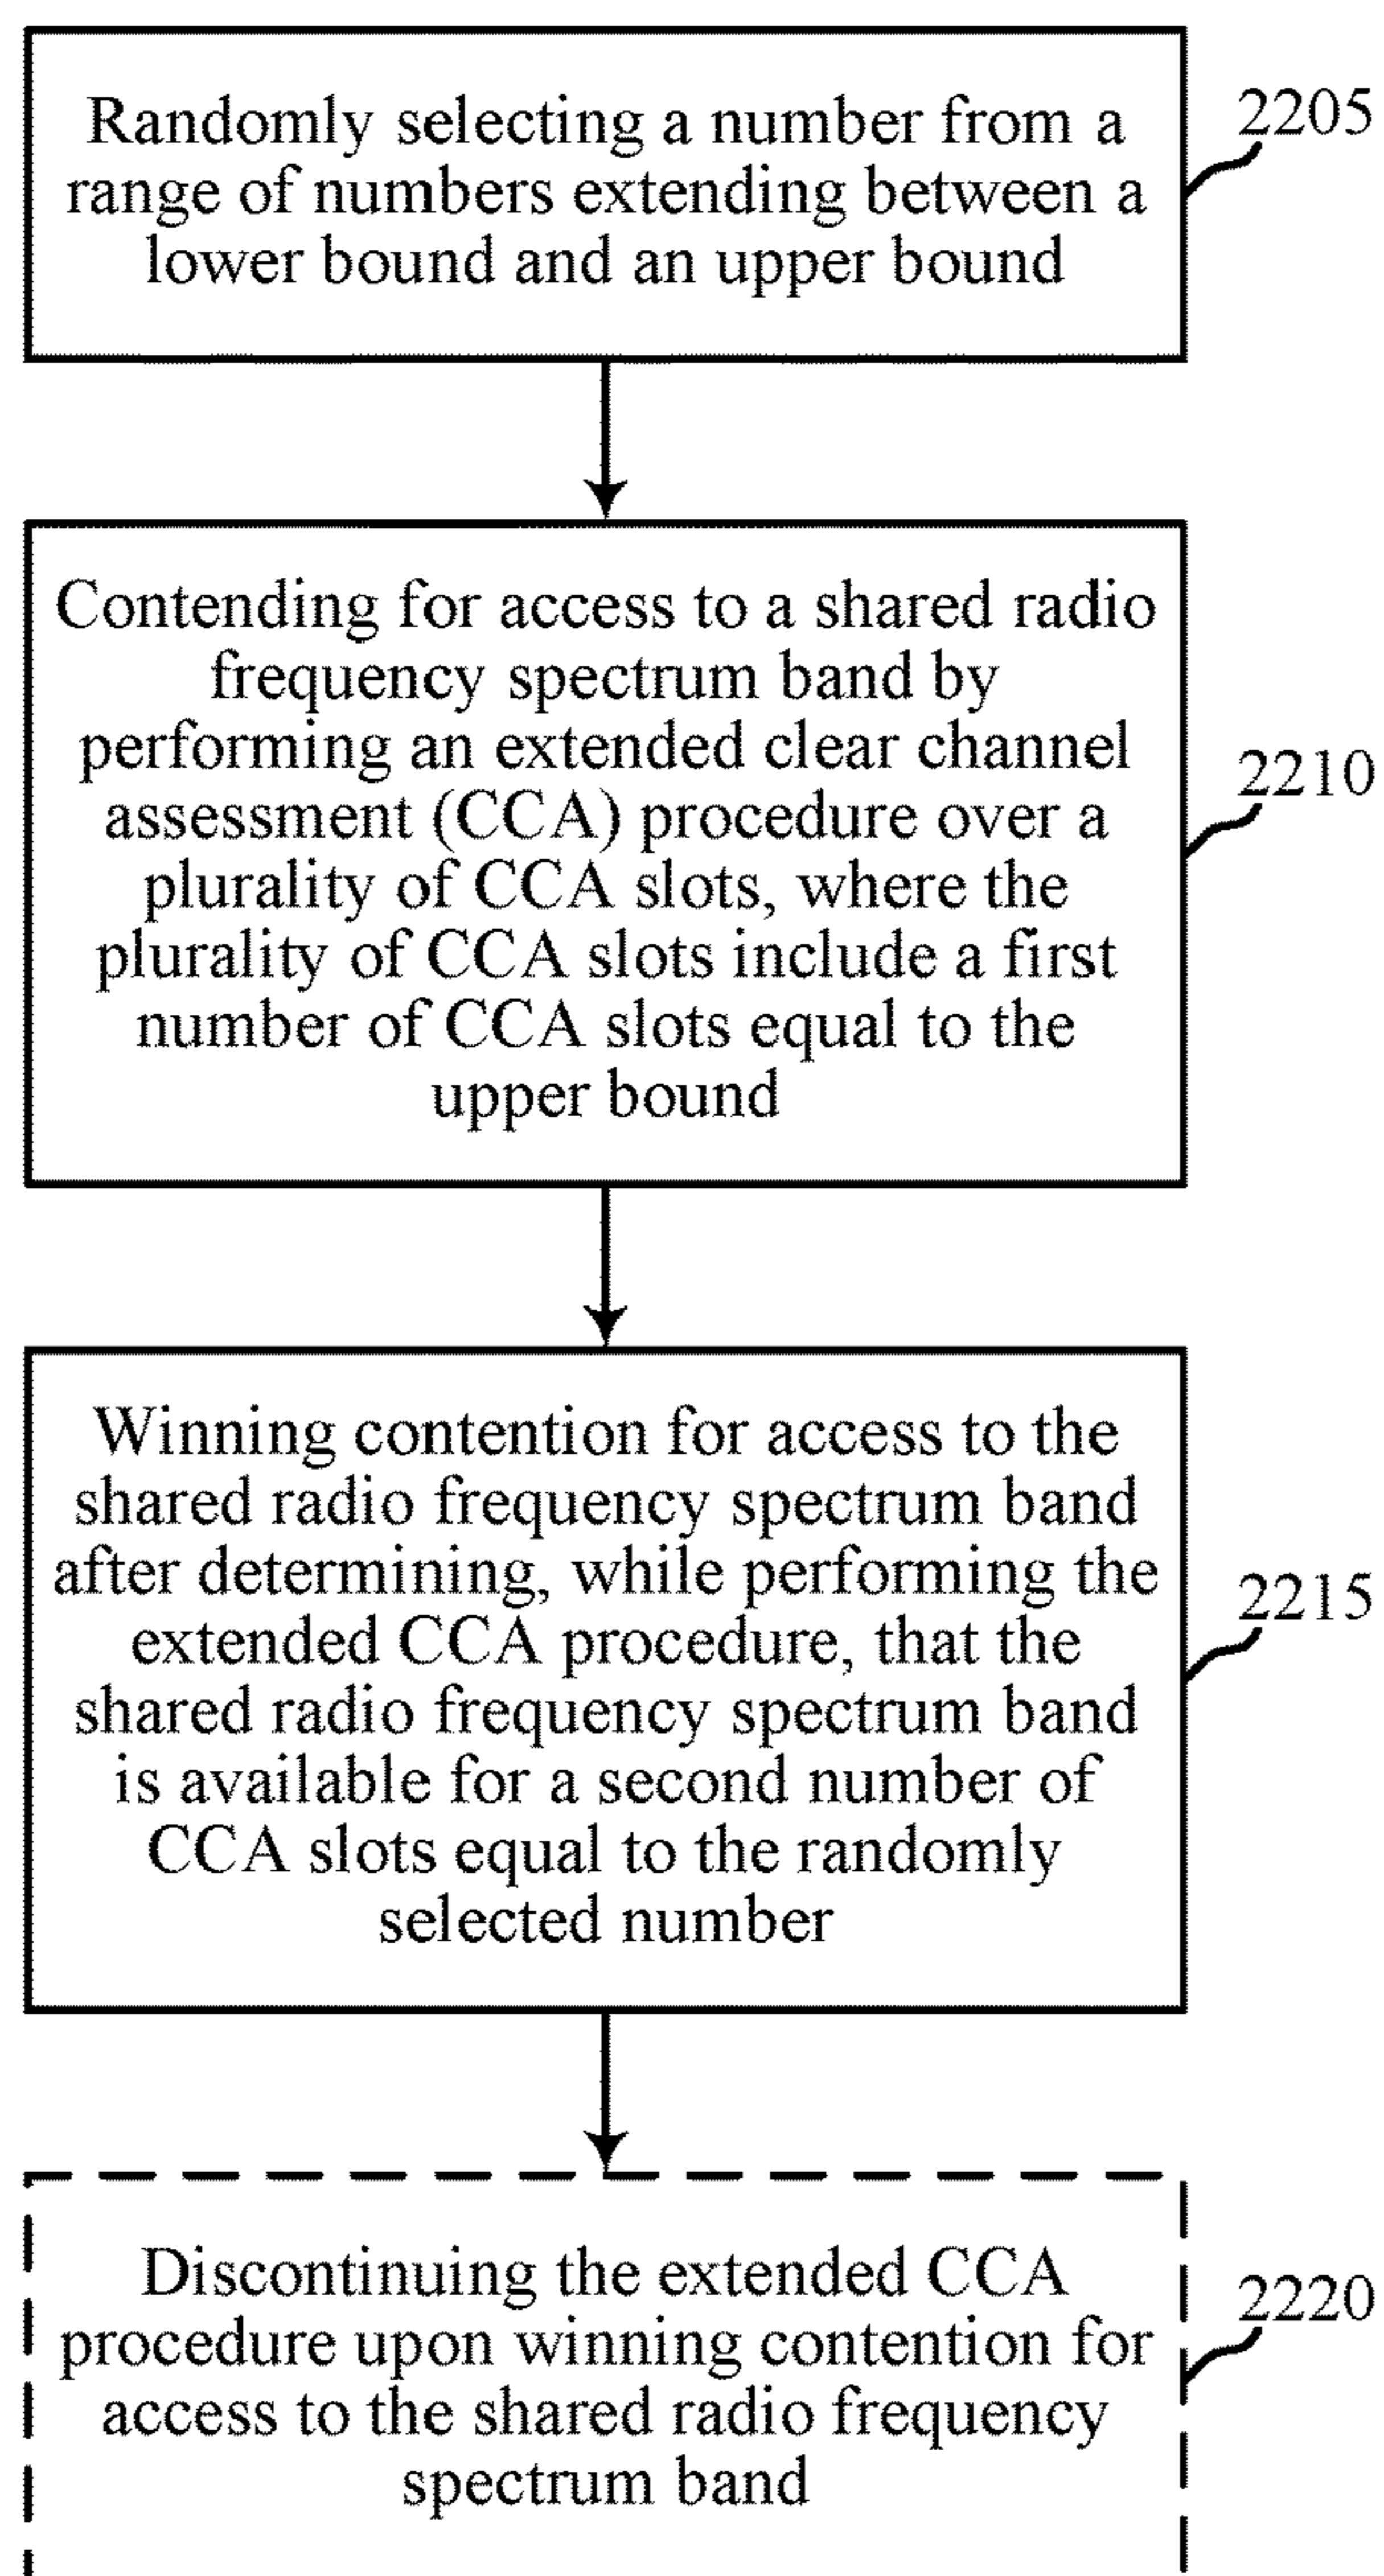 Randomly selecting a number from a
range of numbers extending between a
lower bound and an upper bound
2205
Contending for access to a shared radio
frequency spectrum band by
performing an extended clear channel
assessment (CCA) procedure over a
plurality of CCA slots, where the
plurality of CCA slots include a first
number of CCA slots equal to the
upper bound
2210
Winning contention for access to the
shared radio frequency spectrum band
after determining, while performing the
extended CCA procedure, that the
shared radio frequency spectrum band
is available for a second number of
CCA slots equal to the randomly
selected number
2215
Discontinuing the extended CCA
procedure upon winning contention for
access to the shared radio frequency
spectrum band
2220